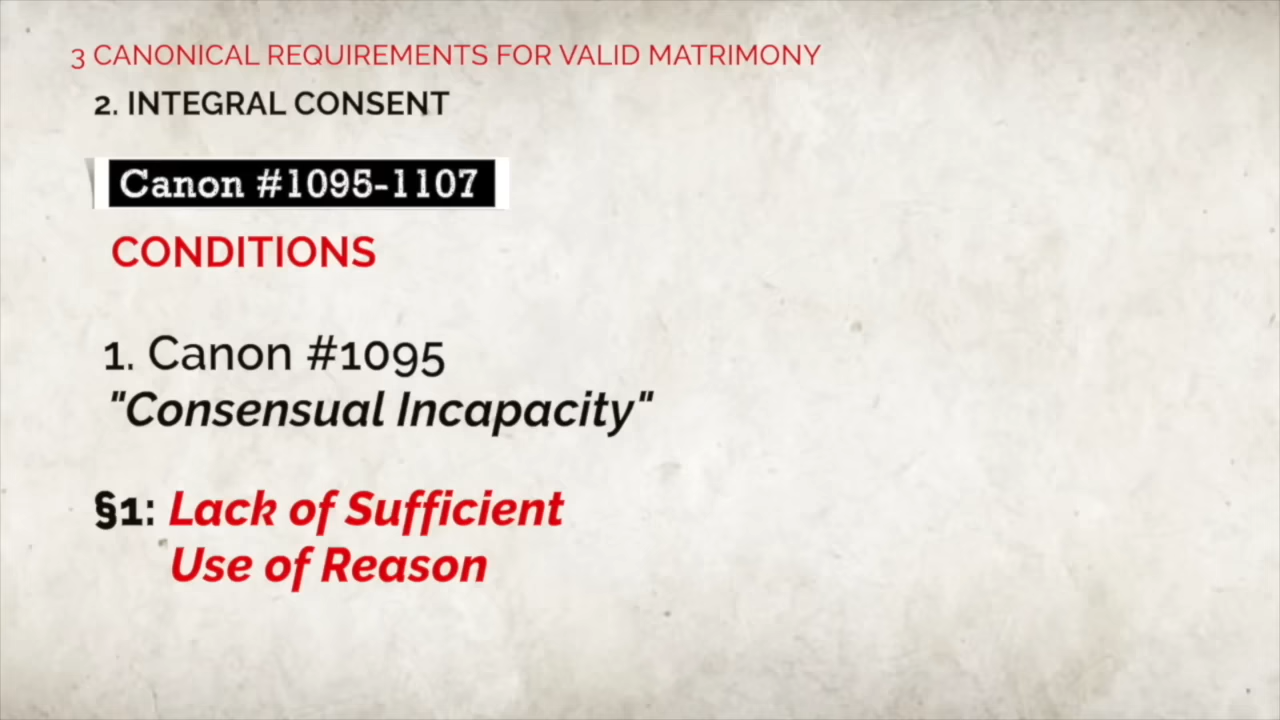 3 CANONICAL REQUIREMENTS FOR VALID MATRIMONY
2. INTEGRAL CONSENT
Canon #1095-1107
CONDITIONS
1. Canon #1095
"Consensual Incapacity"
§1: Lack of Sufficient
Use of Reason